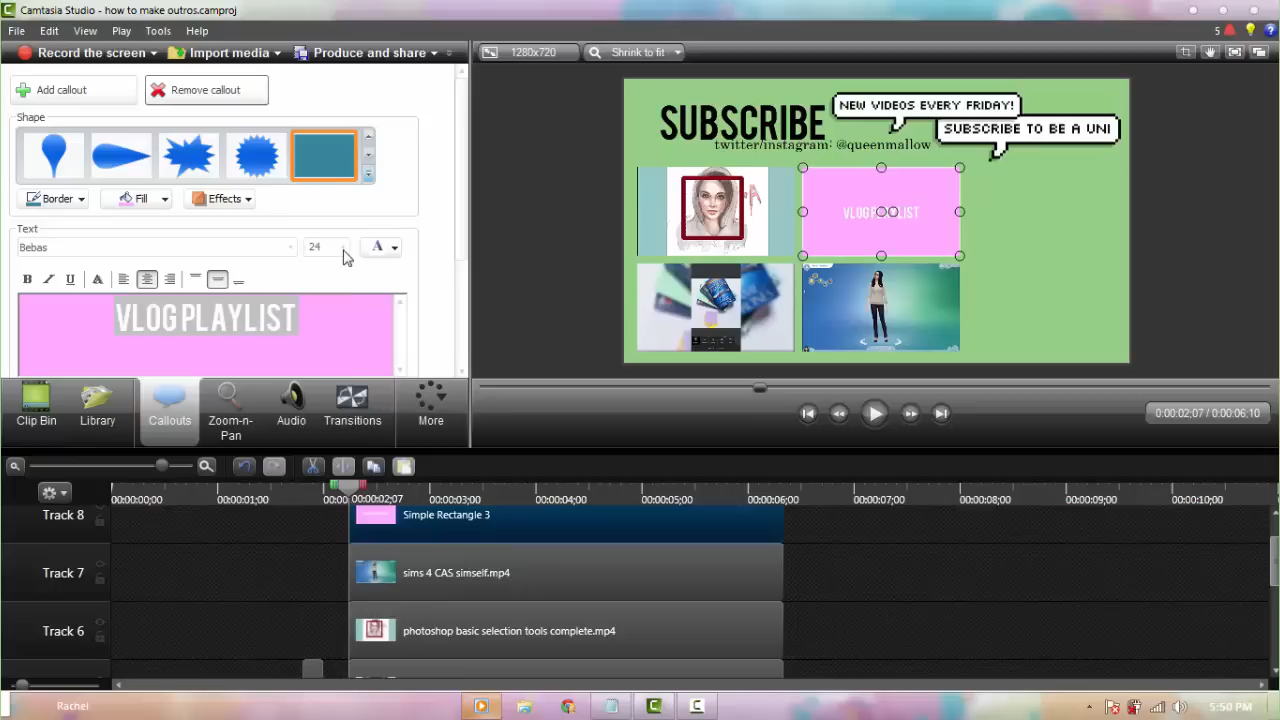 Camtasia Studio - how to make outros.camproj
File Edit View Play Tools Help
5
Record the screen Import media Produce and share
1280x720 Shrink to fit
Add callout Remove callout
Shape
Border Fill Effects
Text
Bebas 24 A
B I U A
VLOG PLAYLIST
SUBSCRIBE
NEW VIDEOS EVERY FRIDAY!
SUBSCRIBE TO BE A UNI
twitter/instagram: @queenmallow
Clip Bin Library Callouts Zoom-n-Pan Audio Transitions More
0:00:02;07 / 0:00:06;10
00:00:00;00 00:00:01;00 00:00:02;07 00:00:03;00 00:00:04;00 00:00:05;00 00:00:06;00 00:00:07;00 00:00:08;00 00:00:09;00 00:00:10;00
Track 8 Simple Rectangle 3
Track 7 sims 4 CAS simself.mp4
Track 6 photoshop basic selection tools complete.mp4
Rachel 5:50 PM